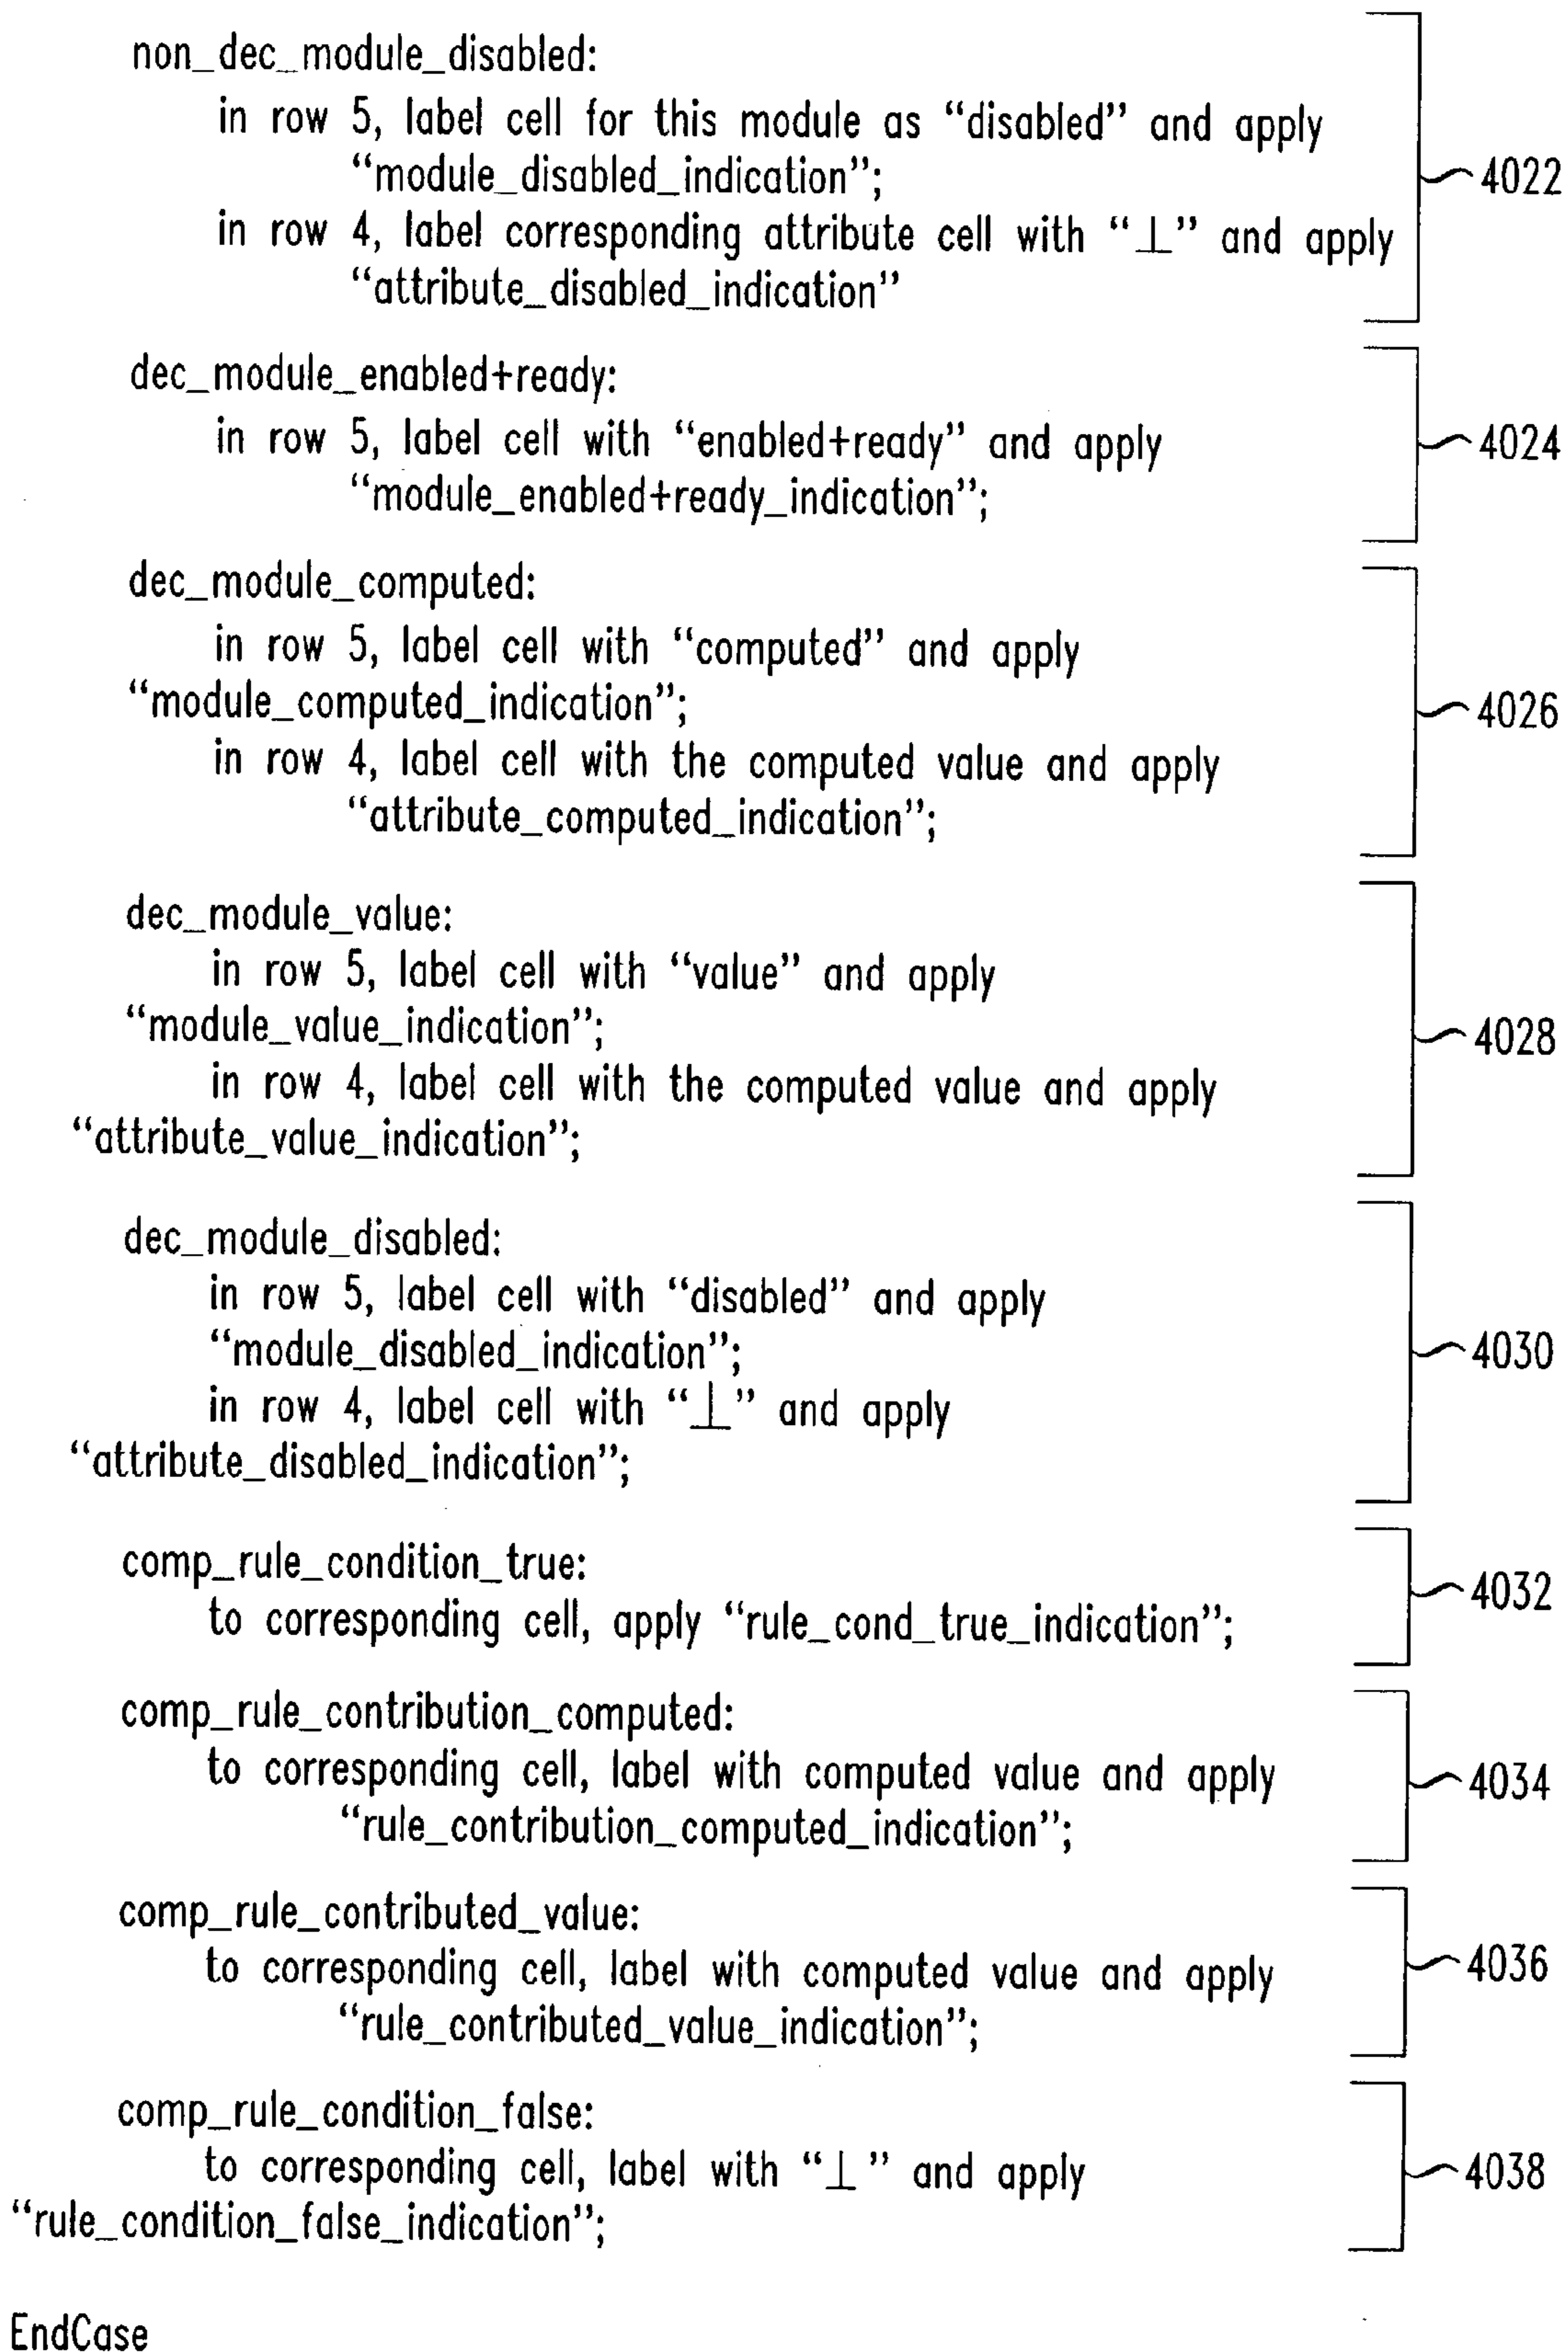 non_dec_module_disabled:
in row 5, label cell for this module as “disabled” and apply
“module_disabled_indication”;
4022
in row 4, label corresponding attribute cell with “⊥” and apply
“attribute_disabled_indication”
dec_module_enabled+ready:
in row 5, label cell with “enabled+ready” and apply
4024
“module_enabled+ready_indication”;
dec_module_computed:
in row 5, label cell with “computed” and apply
“module_computed_indication”;
4026
in row 4, label cell with the computed value and apply
“attribute_computed_indication”;
dec_module_value:
in row 5, label cell with “value” and apply
“module_value_indication”;
4028
in row 4, label cell with the computed value and apply
“attribute_value_indication”;
dec_module_disabled:
in row 5, label cell with “disabled” and apply
“module_disabled_indication”;
4030
in row 4, label cell with “⊥” and apply
“attribute_disabled_indication”;
comp_rule_condition_true:
4032
to corresponding cell, apply “rule_cond_true_indication”;
comp_rule_contribution_computed:
to corresponding cell, label with computed value and apply
4034
“rule_contribution_computed_indication”;
comp_rule_contributed_value:
to corresponding cell, label with computed value and apply
4036
“rule_contributed_value_indication”;
comp_rule_condition_false:
to corresponding cell, label with “⊥” and apply
4038
“rule_condition_false_indication”;
EndCase